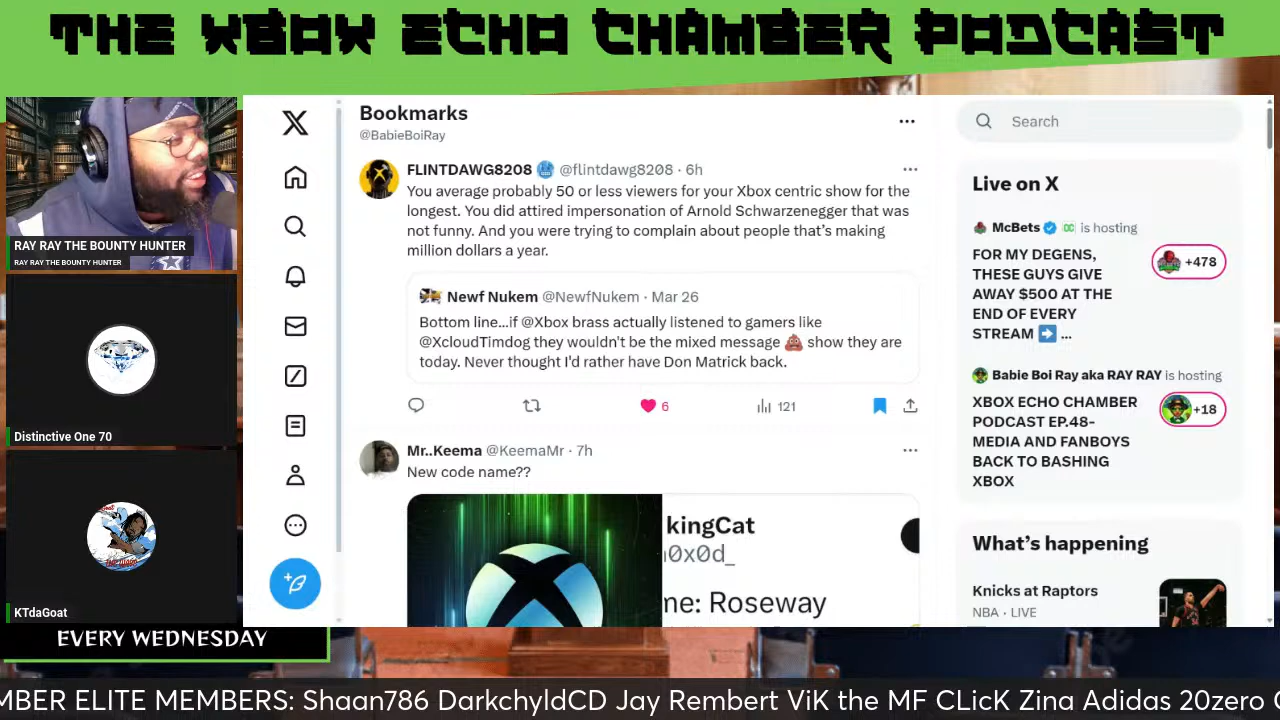 THE XBOX ECHO CHAMBER PODCAST
RAY RAY THE BOUNTY HUNTER
RAY RAY THE BOUNTY HUNTER
Distinctive One 70
KTdaGoat
EVERY WEDNESDAY
Bookmarks
@BabieBoiRay
FLINTDAWG8208 @flintdawg8208 · 6h
You average probably 50 or less viewers for your Xbox centric show for the
longest. You did attired impersonation of Arnold Schwarzenegger that was
not funny. And you were trying to complain about people that's making
million dollars a year.
Newf Nukem @NewfNukem · Mar 26
Bottom line...if @Xbox brass actually listened to gamers like
@XcloudTimdog they wouldn't be the mixed message 💩 show they are
today. Never thought I'd rather have Don Matrick back.
6
121
Mr..Keema @KeemaMr · 7h
New code name??
kingCat
0x0d_
me: Roseway
Search
Live on X
McBets is hosting
FOR MY DEGENS,
THESE GUYS GIVE
AWAY $500 AT THE
END OF EVERY
STREAM ➡️ ...
+478
Babie Boi Ray aka RAY RAY is hosting
XBOX ECHO CHAMBER
PODCAST EP.48-
MEDIA AND FANBOYS
BACK TO BASHING
XBOX
+18
What's happening
Knicks at Raptors
NBA · LIVE
MBER ELITE MEMBERS: Shaan786 DarkchyldCD Jay Rembert ViK the MF CLicK Zina Adidas 20zero